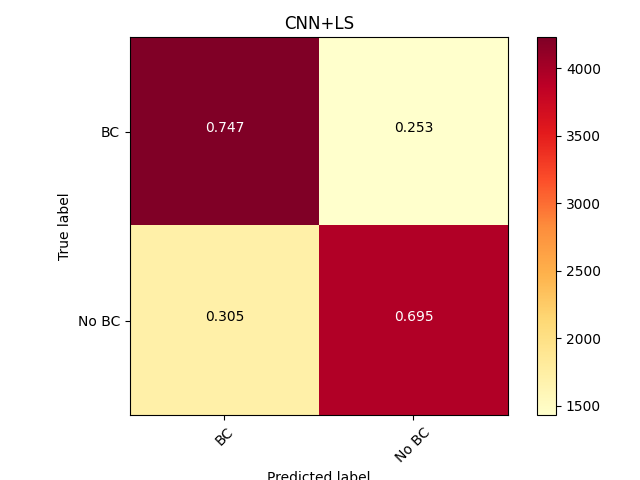 CNN+LS
BC
0.747
0.253
No BC
0.305
0.695
True label
BC
No BC
Predicted label
4000
3500
3000
2500
2000
1500